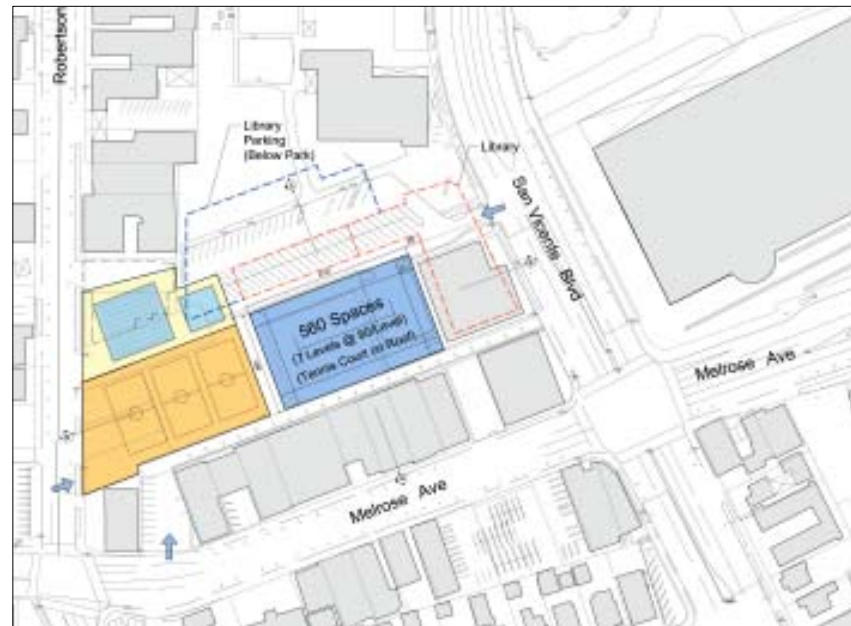 Robertson
Library
Parking
(Below Park)
Library
San Vicente Blvd
560 Spaces
(7 Levels @ 80/Level)
(Tennis Court on Roof)
Melrose Ave
Melrose Ave